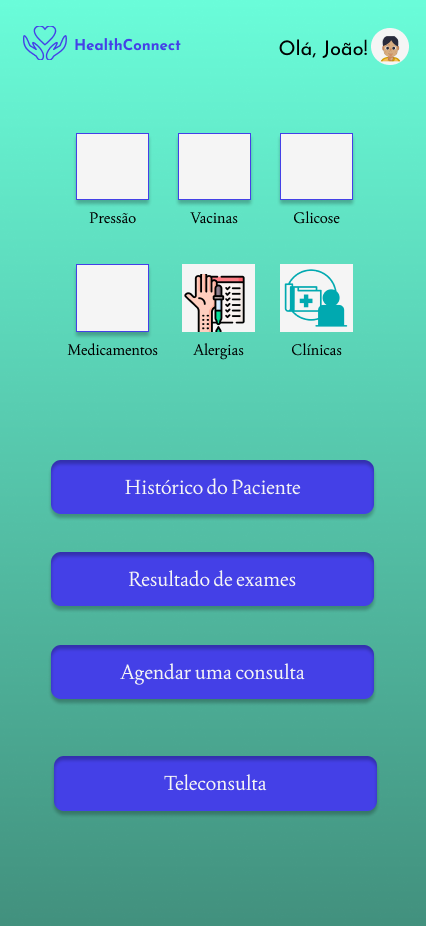 HealthConnect
Olá, João!
Pressão
Vacinas
Glicose
Medicamentos
Alergias
Clínicas
Histórico do Paciente
Resultado de exames
Agendar uma consulta
Teleconsulta